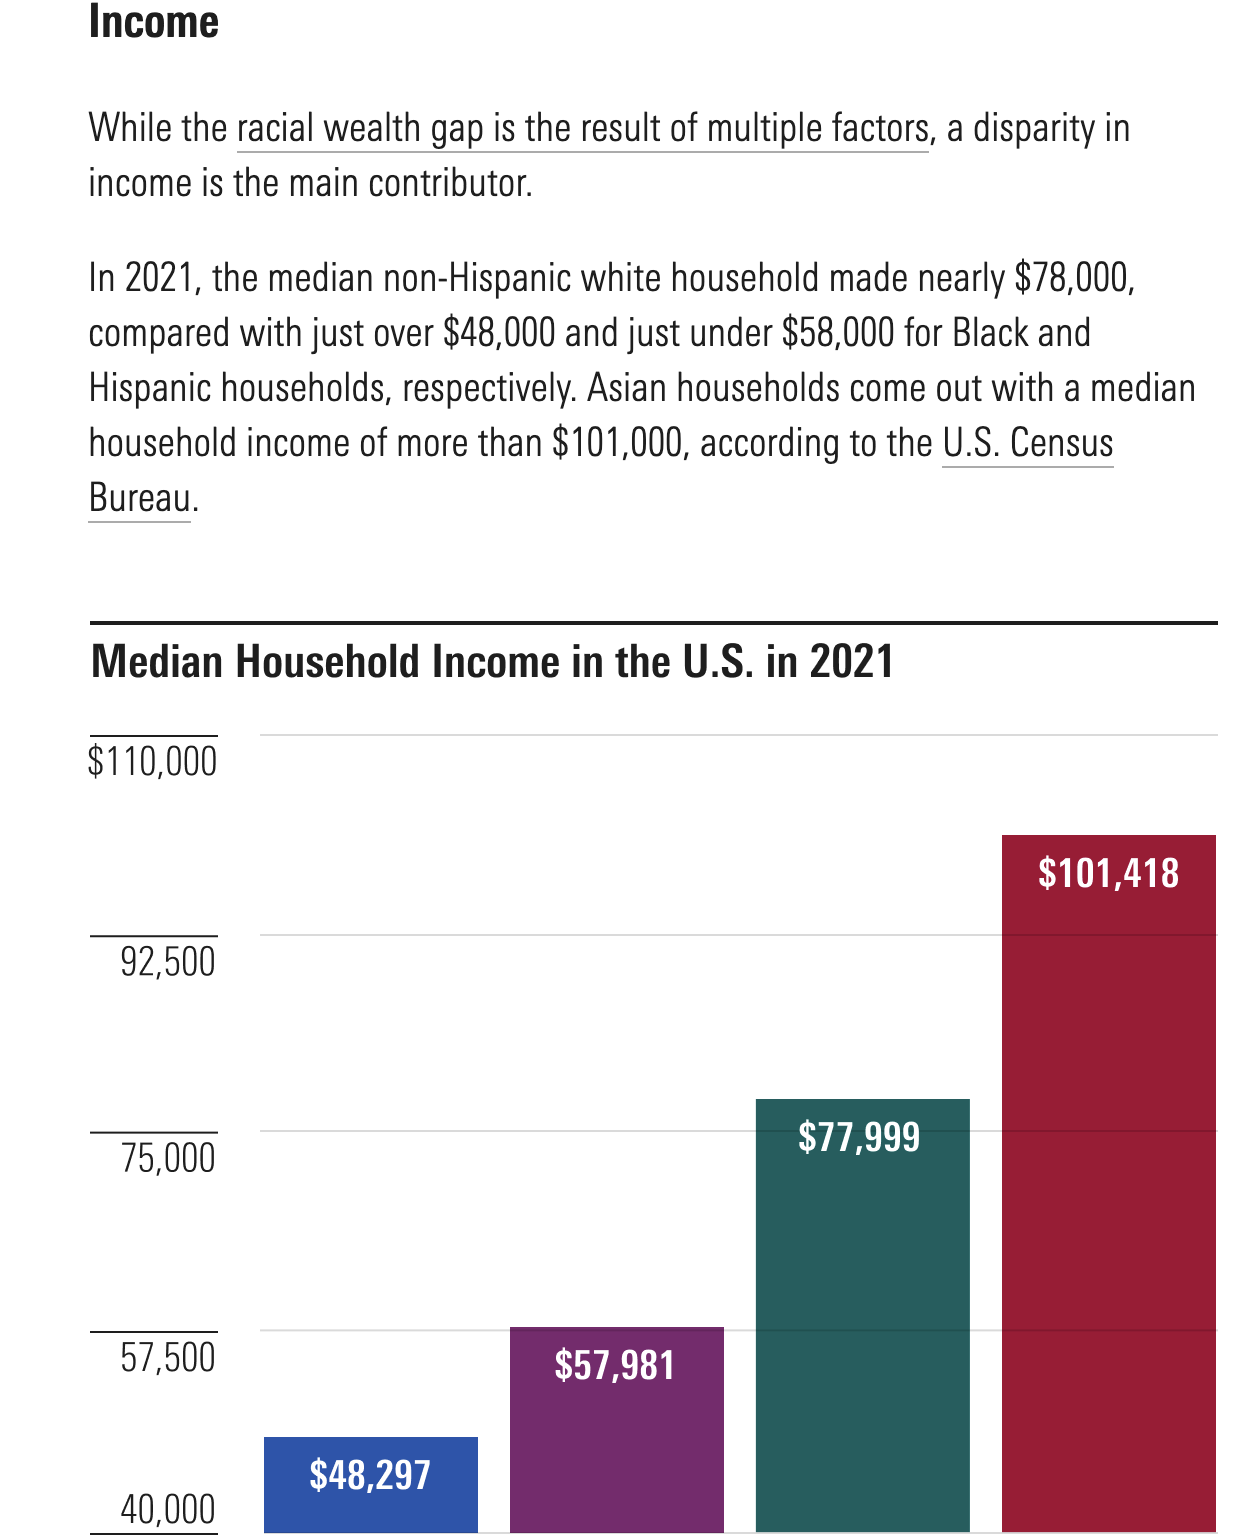 Income
While the racial wealth gap is the result of multiple factors, a disparity in
income is the main contributor.
In 2021, the median non-Hispanic white household made nearly $78,000,
compared with just over $48,000 and just under $58,000 for Black and
Hispanic households, respectively. Asian households come out with a median
household income of more than $101,000, according to the U.S. Census
Bureau.
Median Household Income in the U.S. in 2021
$110,000
$101,418
92,500
$77,999
75,000
57,500
$57,981
$48,297
40,000